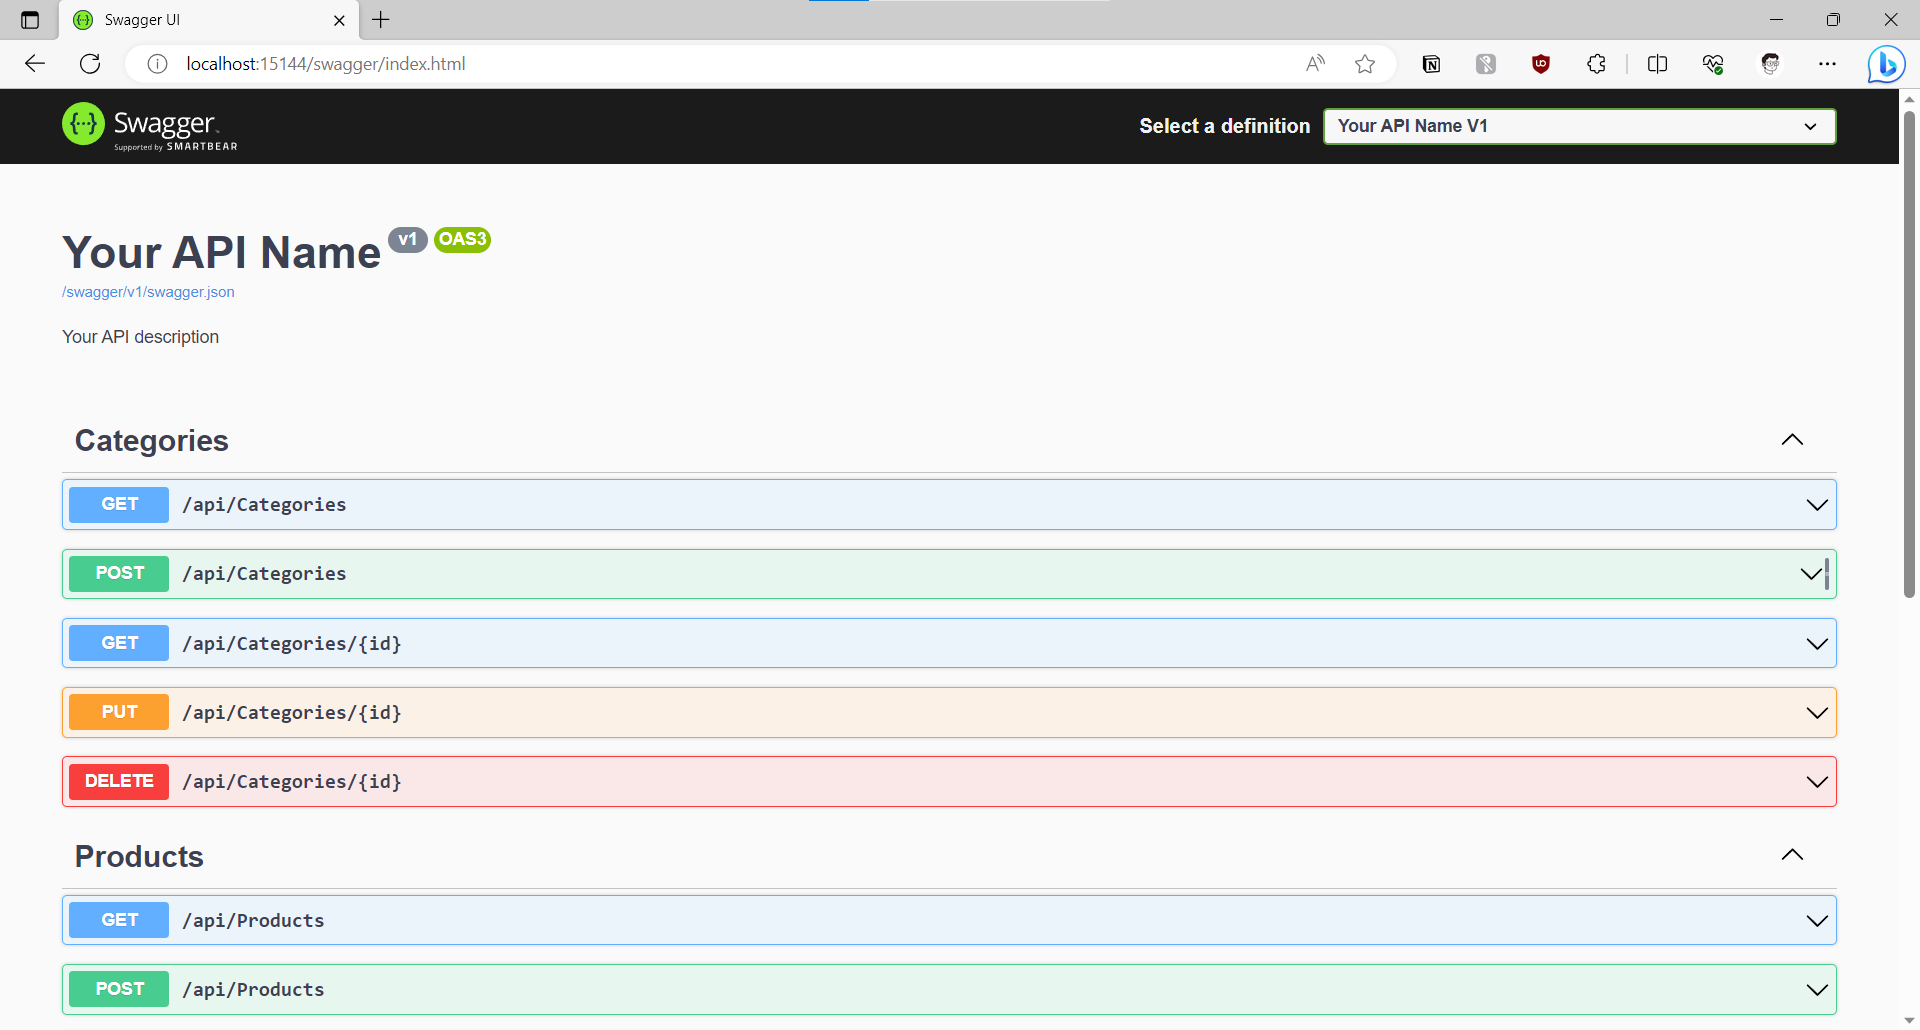 Swagger UI
localhost:15144/swagger/index.html
Swagger
Supported by SMARTBEAR
Select a definition
Your API Name V1
Your API Name v1 OAS3
/swagger/v1/swagger.json
Your API description
Categories
GET /api/Categories
POST /api/Categories
GET /api/Categories/{id}
PUT /api/Categories/{id}
DELETE /api/Categories/{id}
Products
GET /api/Products
POST /api/Products